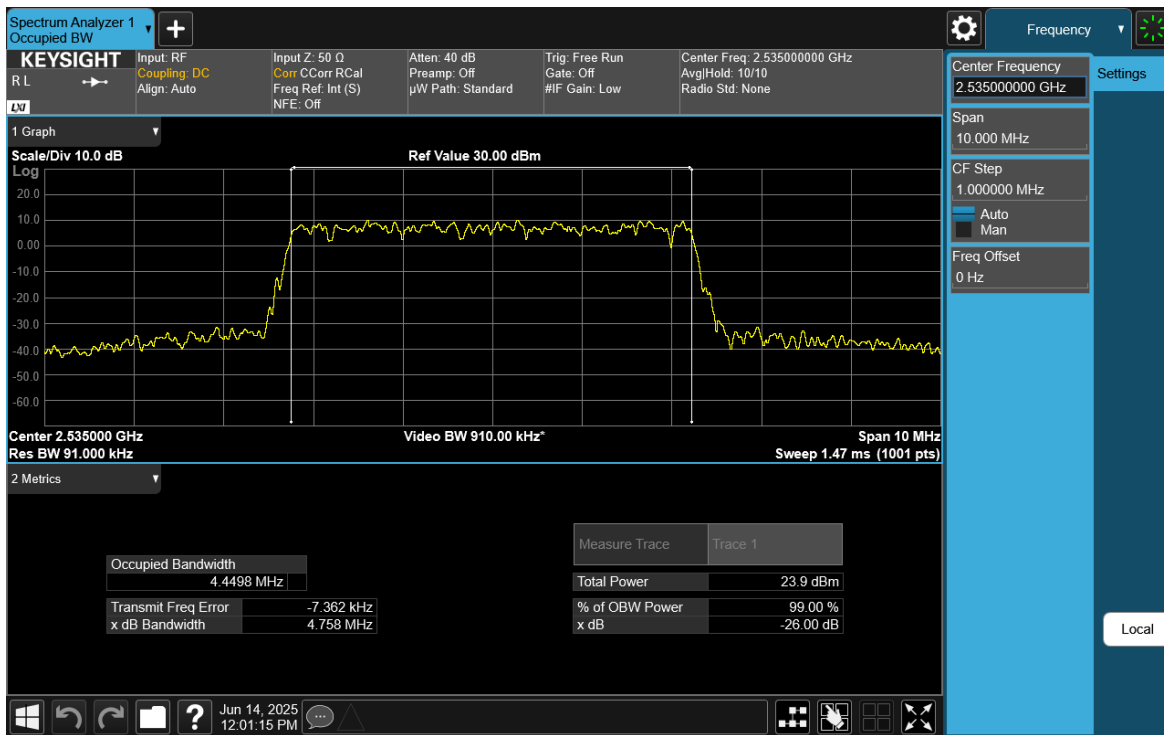 Spectrum Analyzer 1
Occupied BW
Frequency
KEYSIGHT
R L
LXI
Input: RF
Coupling: DC
Align: Auto
Input Z: 50 Ω
Corr CCorr RCal
Freq Ref: Int (S)
NFE: Off
Atten: 40 dB
Preamp: Off
µW Path: Standard
Trig: Free Run
Gate: Off
#IF Gain: Low
Center Freq: 2.535000000 GHz
Avg|Hold: 10/10
Radio Std: None
Center Frequency
2.535000000 GHz
Settings
Span
10.000 MHz
CF Step
1.000000 MHz
Auto
Man
Freq Offset
0 Hz
Local
1 Graph
Scale/Div 10.0 dB
Ref Value 30.00 dBm
Log
20.0
10.0
0.00
-10.0
-20.0
-30.0
-40.0
-50.0
-60.0
Center 2.535000 GHz
Video BW 910.00 kHz*
Span 10 MHz
Res BW 91.000 kHz
Sweep 1.47 ms (1001 pts)
2 Metrics
Measure Trace
Trace 1
Occupied Bandwidth
4.4498 MHz
Total Power
23.9 dBm
Transmit Freq Error
-7.362 kHz
% of OBW Power
99.00 %
x dB Bandwidth
4.758 MHz
x dB
-26.00 dB
?
Jun 14, 2025
12:01:15 PM